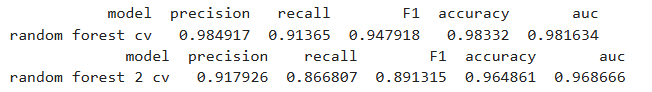 model precision recall F1 accuracy auc
random forest cv 0.984917 0.91365 0.947918 0.98332 0.981634
model precision recall F1 accuracy auc
random forest 2 cv 0.917926 0.866807 0.891315 0.964861 0.968666